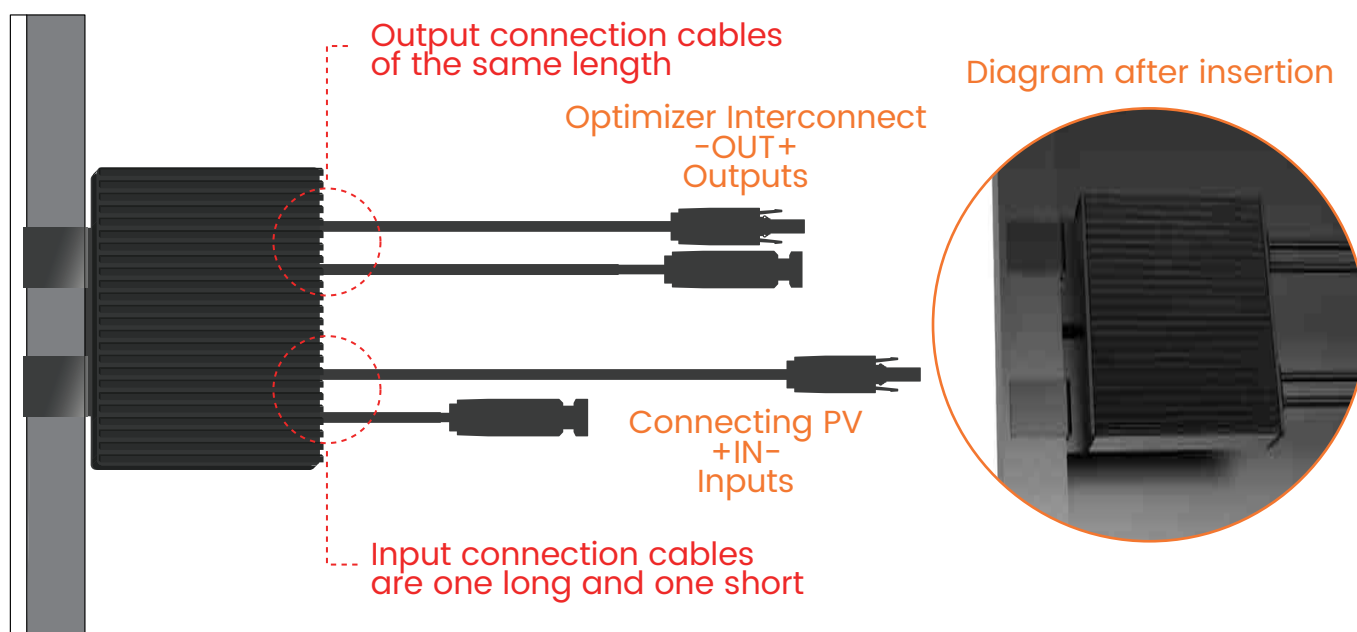 Output connection cables
of the same length
Diagram after insertion
Optimizer Interconnect
-OUT+
Outputs
Connecting PV
+IN-
Inputs
Input connection cables
are one long and one short